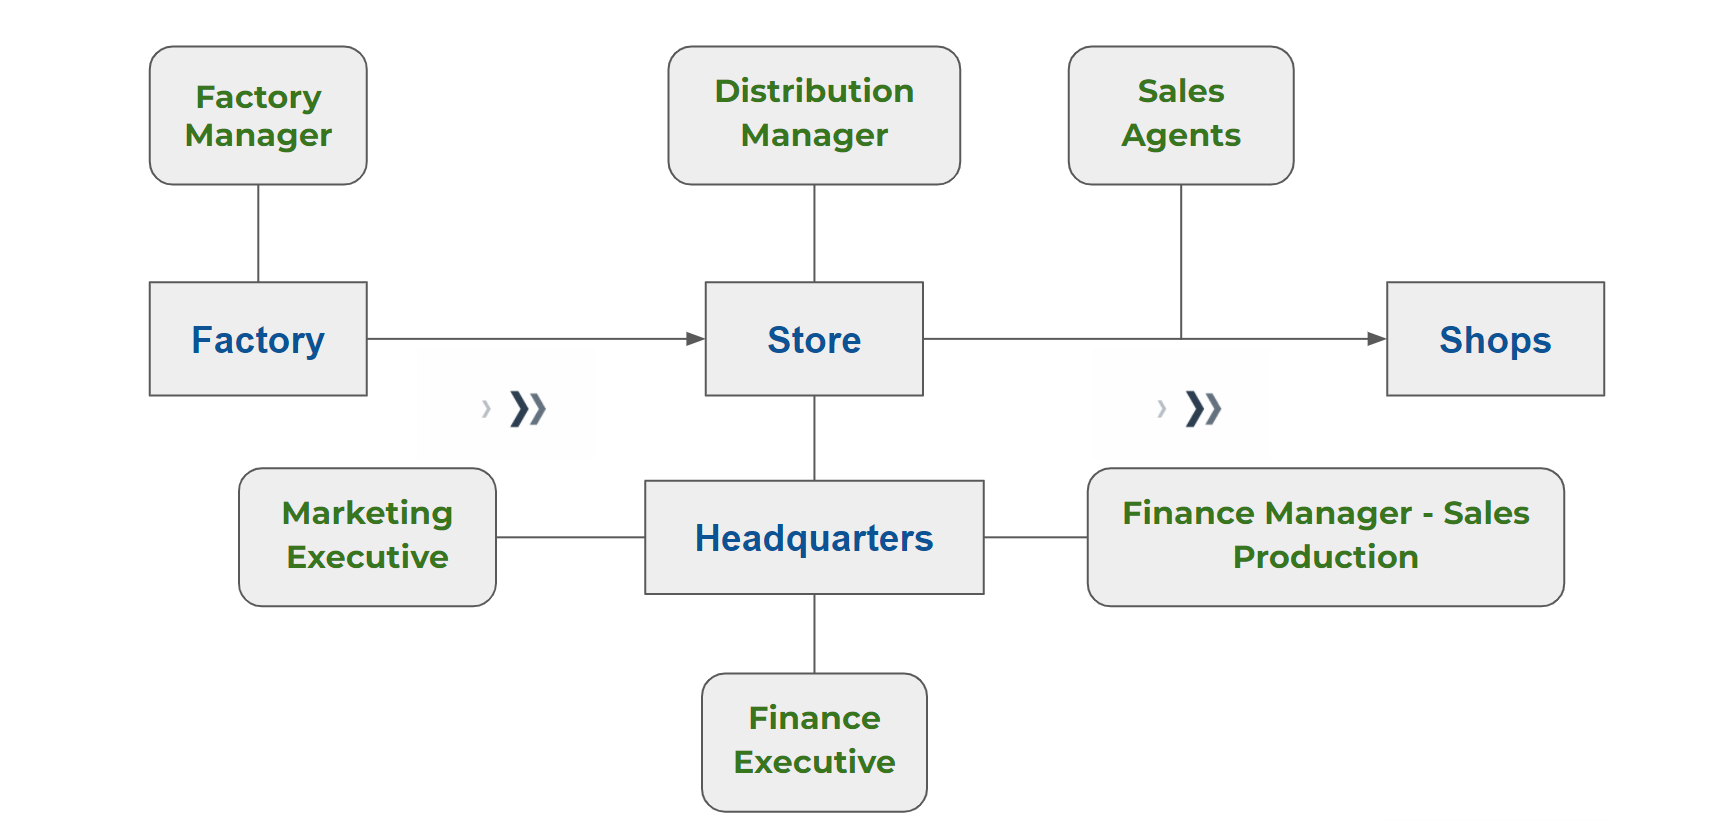 Factory
Manager
Distribution
Manager
Sales
Agents
Factory
Store
Shops
Marketing
Executive
Headquarters
Finance Manager - Sales
Production
Finance
Executive